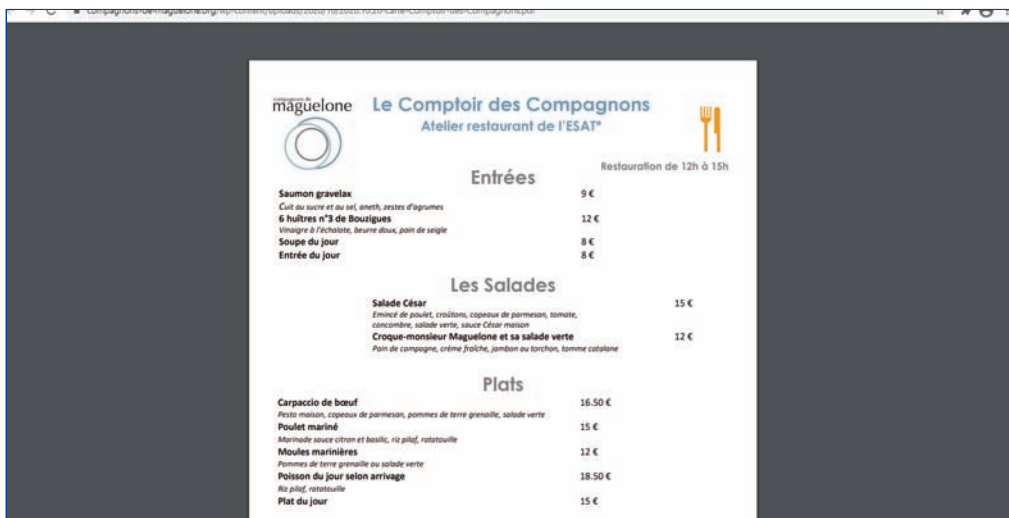 compagnons de
maguelone
Le Comptoir des Compagnons
Atelier restaurant de l'ESAT*
Restauration de 12h à 15h
Entrées
Saumon gravelax 9 €
Cuit au sucre et au sel, aneth, zestes d'agrumes
6 huîtres n°3 de Bouzigues 12 €
Vinaigre à l'échalote, beurre doux, pain de seigle
Soupe du jour 8 €
Entrée du jour 8 €
Les Salades
Salade César 15 €
Emincé de poulet, croûtons, copeaux de parmesan, tomate,
concombre, salade verte, sauce César maison
Croque-monsieur Maguelone et sa salade verte 12 €
Pain de campagne, crème fraîche, jambon au torchon, tomme catalane
Plats
Carpaccio de bœuf 16.50 €
Pesto maison, copeaux de parmesan, pommes de terre grenaille, salade verte
Poulet mariné 15 €
Marinade sauce citron et basilic, riz pilaf, ratatouille
Moules marinières 12 €
Pommes de terre grenaille ou salade verte
Poisson du jour selon arrivage 18.50 €
Riz pilaf, ratatouille
Plat du jour 15 €